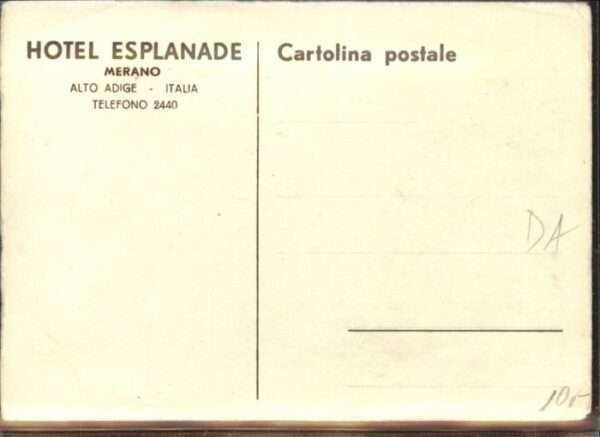 HOTEL ESPLANADE
MERANO
ALTO ADIGE - ITALIA
TELEFONO 2440
Cartolina postale
DA